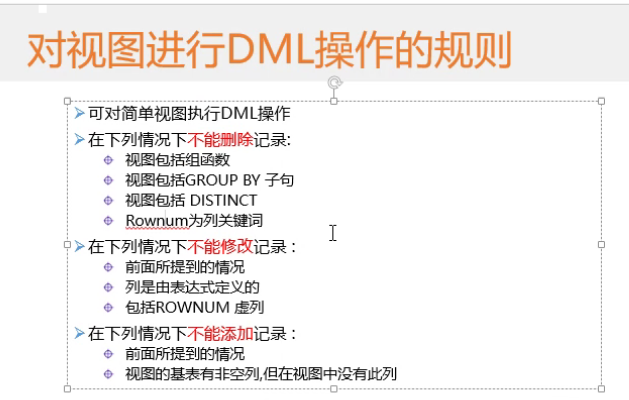 对视图进行DML操作的规则
可对简单视图执行DML操作
在下列情况下不能删除记录:
视图包括组函数
视图包括GROUP BY 子句
视图包括 DISTINCT
Rownum为列关键词
在下列情况下不能修改记录：
前面所提到的情况
列是由表达式定义的
包括ROWNUM 虚列
在下列情况下不能添加记录：
前面所提到的情况
视图的基表有非空列,但在视图中没有此列